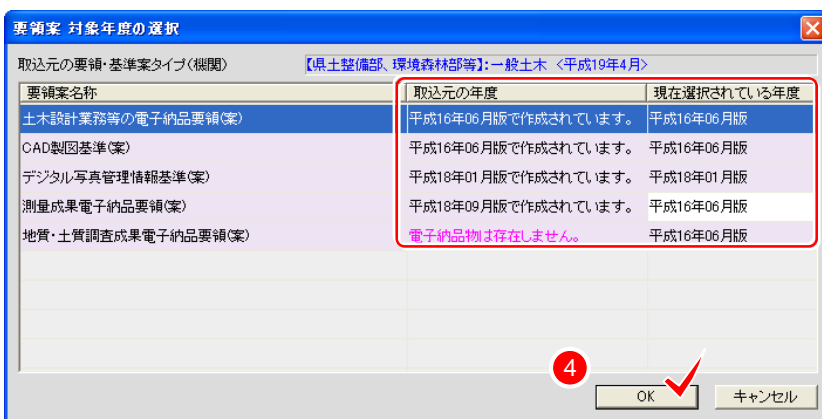 要領案 対象年度の選択
取込元の要領・基準案タイプ(機関) 【県土整備部、環境森林部等】:一般土木 <平成19年4月>
要領案名称 取込元の年度 現在選択されている年度
土木設計業務等の電子納品要領(案) 平成16年06月版で作成されています。 平成16年06月版
CAD製図基準(案) 平成16年06月版で作成されています。 平成16年06月版
デジタル写真管理情報基準(案) 平成18年01月版で作成されています。 平成18年01月版
測量成果電子納品要領(案) 平成18年09月版で作成されています。 平成16年06月版
地質・土質調査成果電子納品要領(案) 電子納品物は存在しません。 平成16年06月版
4
OK キャンセル